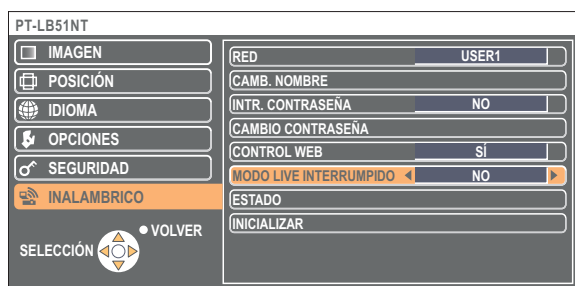 PT-LB51NT
IMAGEN
POSICIÓN
IDIOMA
OPCIONES
SEGURIDAD
INALAMBRICO
VOLVER
SELECCIÓN
RED USER1
CAMB. NOMBRE
INTR. CONTRASEÑA NO
CAMBIO CONTRASEÑA
CONTROL WEB SÍ
MODO LIVE INTERRUMPIDO NO
ESTADO
INICIALIZAR